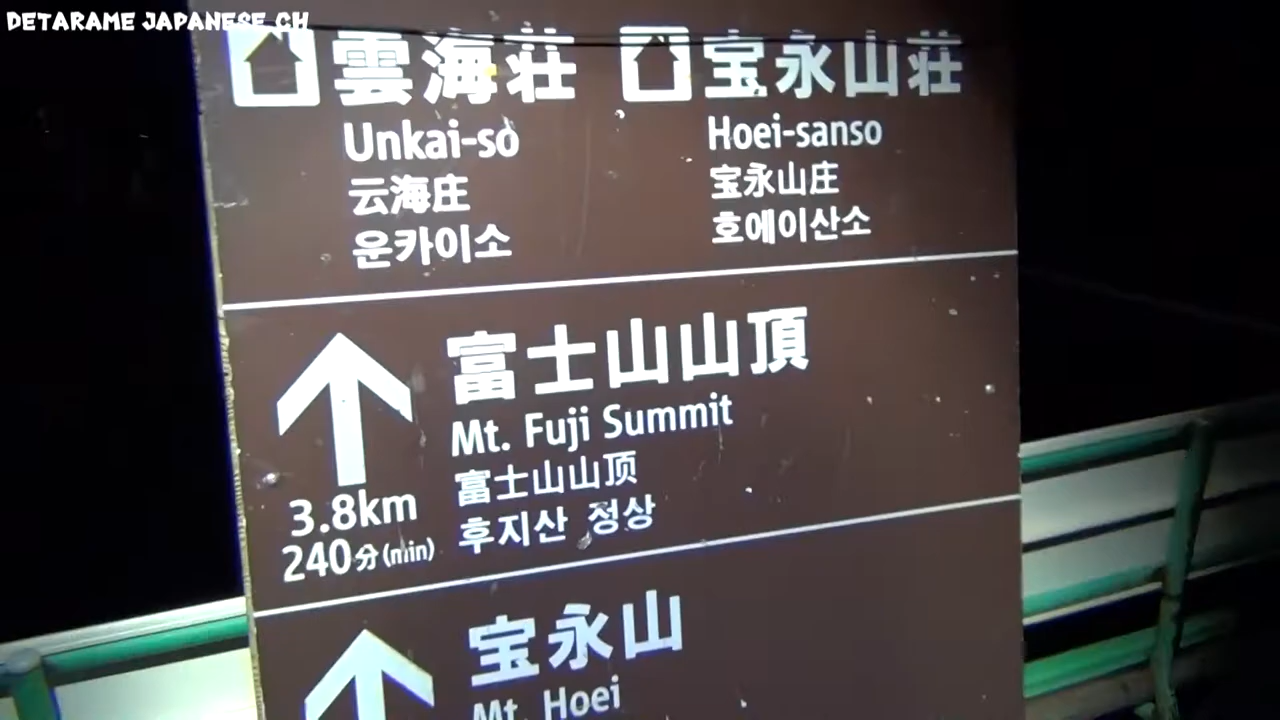 DETARAME JAPANESE CH
雲海荘 宝永山荘
Unkai-so Hoei-sanso
云海庄 宝永山庄
운카이소 호에이산소
富士山山頂
Mt. Fuji Summit
富士山山顶
후지산 정상
3.8km
240分(min)
宝永山
Mt. Hoei